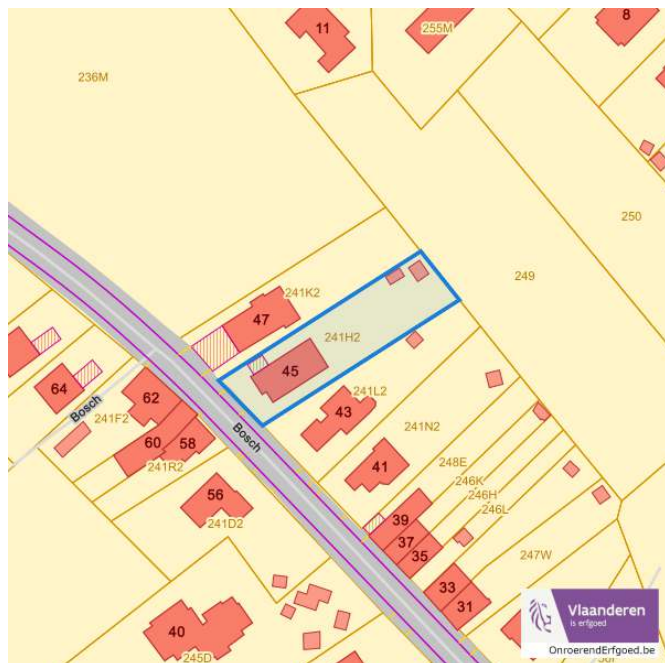 8
11
255M
236M
250
249
241K2
47
241H2
45
64
Bosch
62
241L2
43
241F2
Bosch
60
58
241N2
241R2
41
248E
246K
56
246H
39
246L
241D2
37
35
247W
33
31
40
245D
Vlaanderen
is erfgoed
OnroerendErfgoed.be